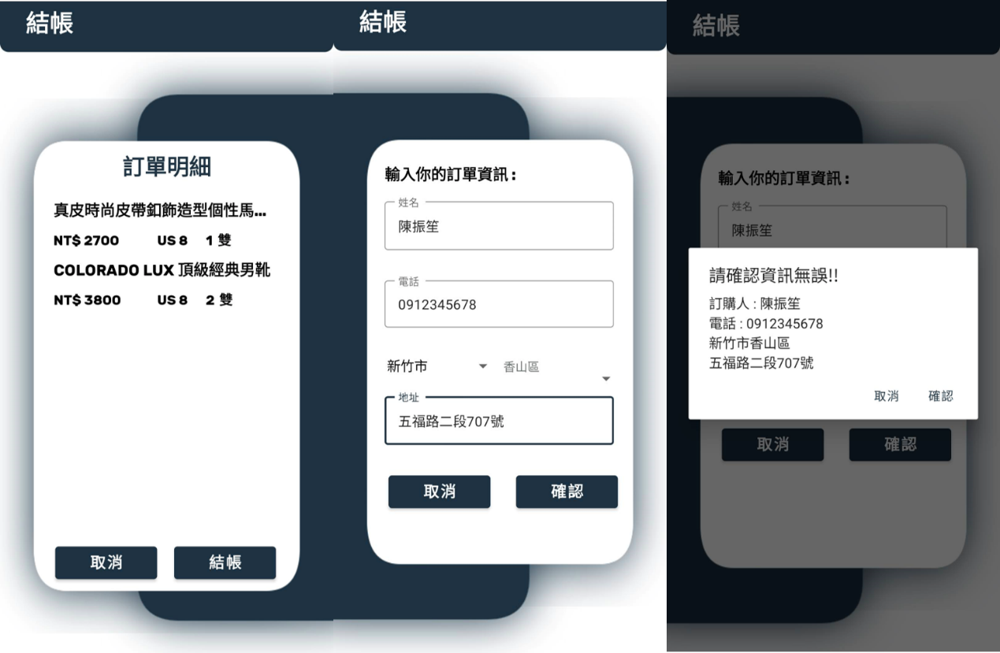 結帳
訂單明細
真皮時尚皮帶釦飾造型個性馬...
NT$ 2700 US 8 1 雙
COLORADO LUX 頂級經典男靴
NT$ 3800 US 8 2 雙
取消 結帳
結帳
輸入你的訂單資訊 :
姓名
陳振笙
電話
0912345678
新竹市 香山區
地址
五福路二段707號
取消 確認
結帳
輸入你的訂單資訊 :
姓名
陳振笙
請確認資訊無誤!!
訂購人 : 陳振笙
電話 : 0912345678
新竹市香山區
五福路二段707號
取消 確認
取消 確認